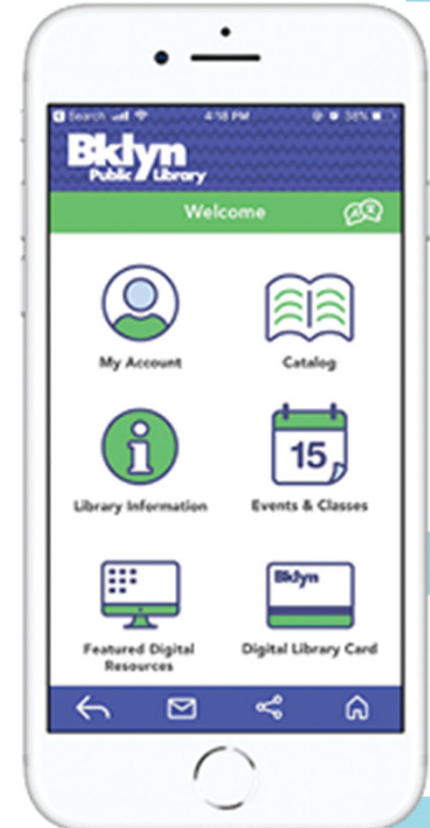 Search 4:18 PM 38%
Bklyn
Public Library
Welcome
My Account Catalog
15
Library Information Events & Classes
Bklyn
Featured Digital Digital Library Card
Resources